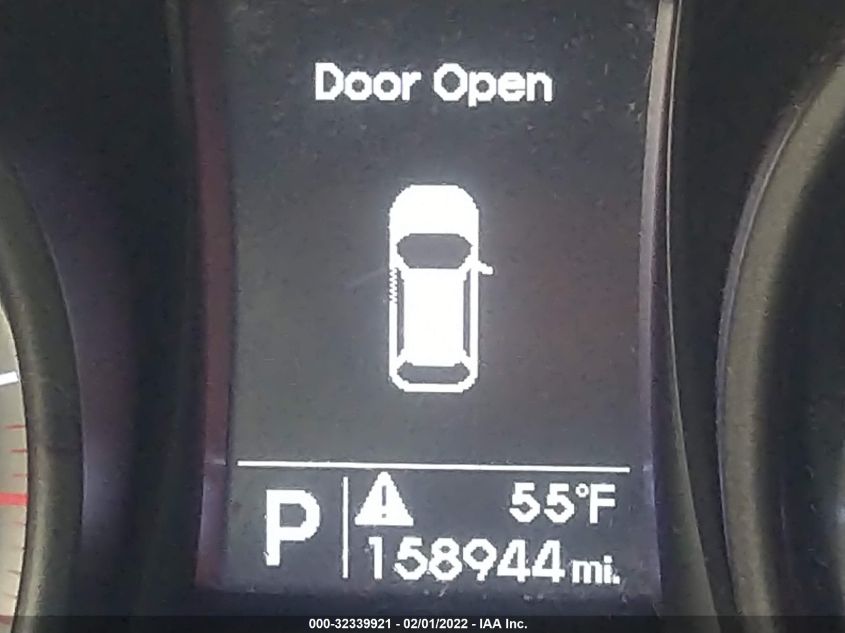 Door Open
P
55°F
158944 mi.
000-32339921 - 02/01/2022 - IAA Inc.